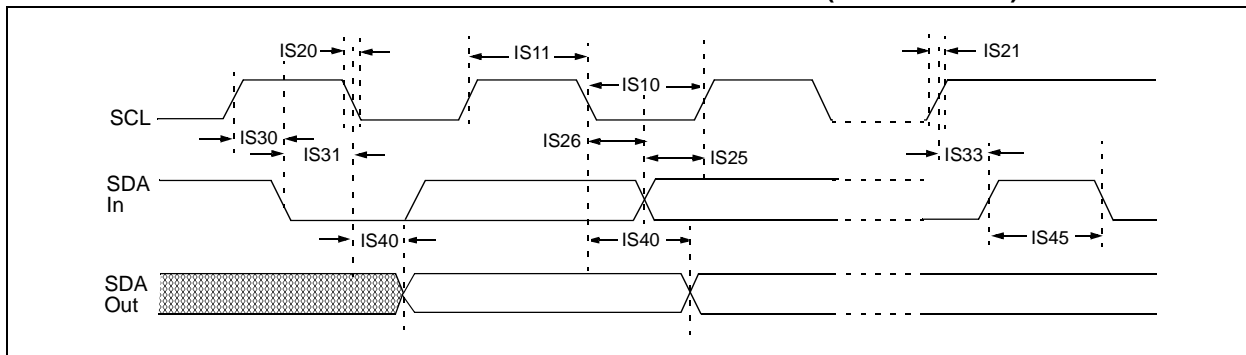 IS20
IS11
IS21
IS10
SCL
IS30
IS31
IS26
IS25
IS33
SDA
In
IS40
IS40
IS45
SDA
Out